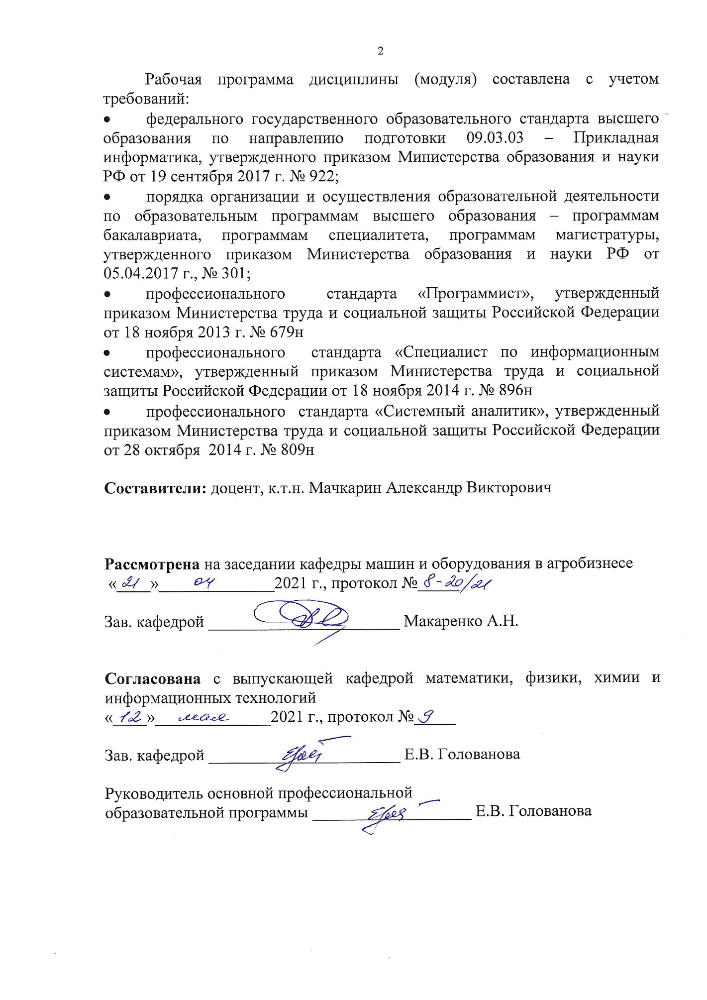 2
Рабочая программа дисциплины (модуля) составлена с учетом
требований:
• федерального государственного образовательного стандарта высшего
образования по направлению подготовки 09.03.03 – Прикладная
информатика, утвержденного приказом Министерства образования и науки
РФ от 19 сентября 2017 г. № 922;
• порядка организации и осуществления образовательной деятельности
по образовательным программам высшего образования – программам
бакалавриата, программам специалитета, программам магистратуры,
утвержденного приказом Министерства образования и науки РФ от
05.04.2017 г., № 301;
• профессионального стандарта «Программист», утвержденный
приказом Министерства труда и социальной защиты Российской Федерации
от 18 ноября 2013 г. № 679н
• профессионального стандарта «Специалист по информационным
системам», утвержденный приказом Министерства труда и социальной
защиты Российской Федерации от 18 ноября 2014 г. № 896н
• профессионального стандарта «Системный аналитик», утвержденный
приказом Министерства труда и социальной защиты Российской Федерации
от 28 октября 2014 г. № 809н
Составители: доцент, к.т.н. Мачкарин Александр Викторович
Рассмотрена на заседании кафедры машин и оборудования в агробизнесе
«21» 04 2021 г., протокол № 8-20/21
Зав. кафедрой Макаренко А.Н.
Согласована с выпускающей кафедрой математики, физики, химии и
информационных технологий
«12» мая 2021 г., протокол № 9
Зав. кафедрой Е.В. Голованова
Руководитель основной профессиональной
образовательной программы Е.В. Голованова